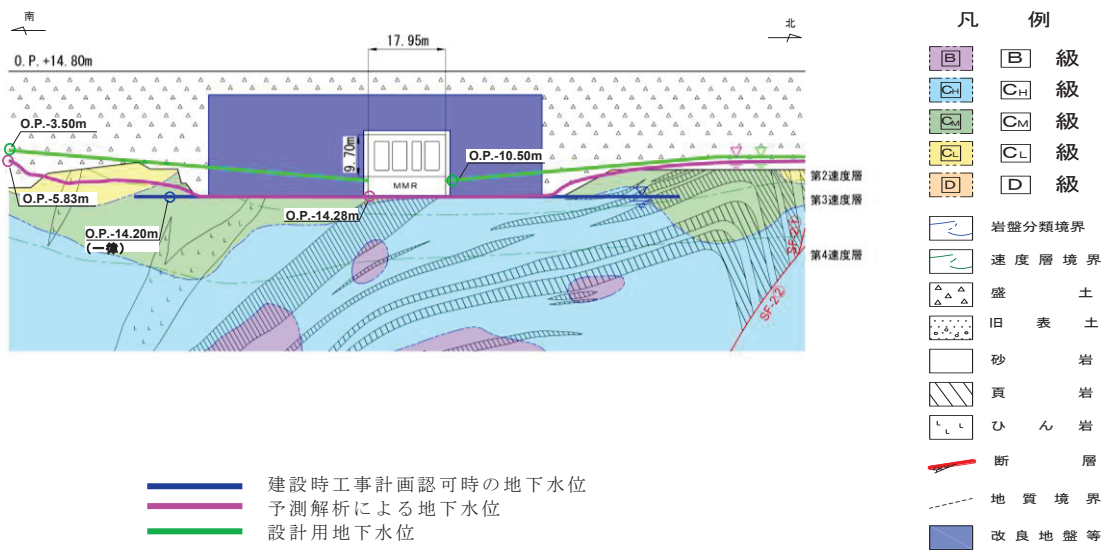 南
北
17.95m
O.P.+14.80m
O.P.-3.50m
9.70m
O.P.-10.50m
MMR
O.P.-5.83m
O.P.-14.28m
O.P.-14.20m
(一律)
第2速度層
第3速度層
第4速度層
SF-2①
SF-2②
建設時工事計画認可時の地下水位
予測解析による地下水位
設計用地下水位
凡 例
B B 級
CH CH 級
CM CM 級
CL CL 級
D D 級
岩盤分類境界
速度層境界
盛 土
旧 表 土
砂 岩
頁 岩
ひ ん 岩
断 層
地 質 境 界
改 良 地 盤 等